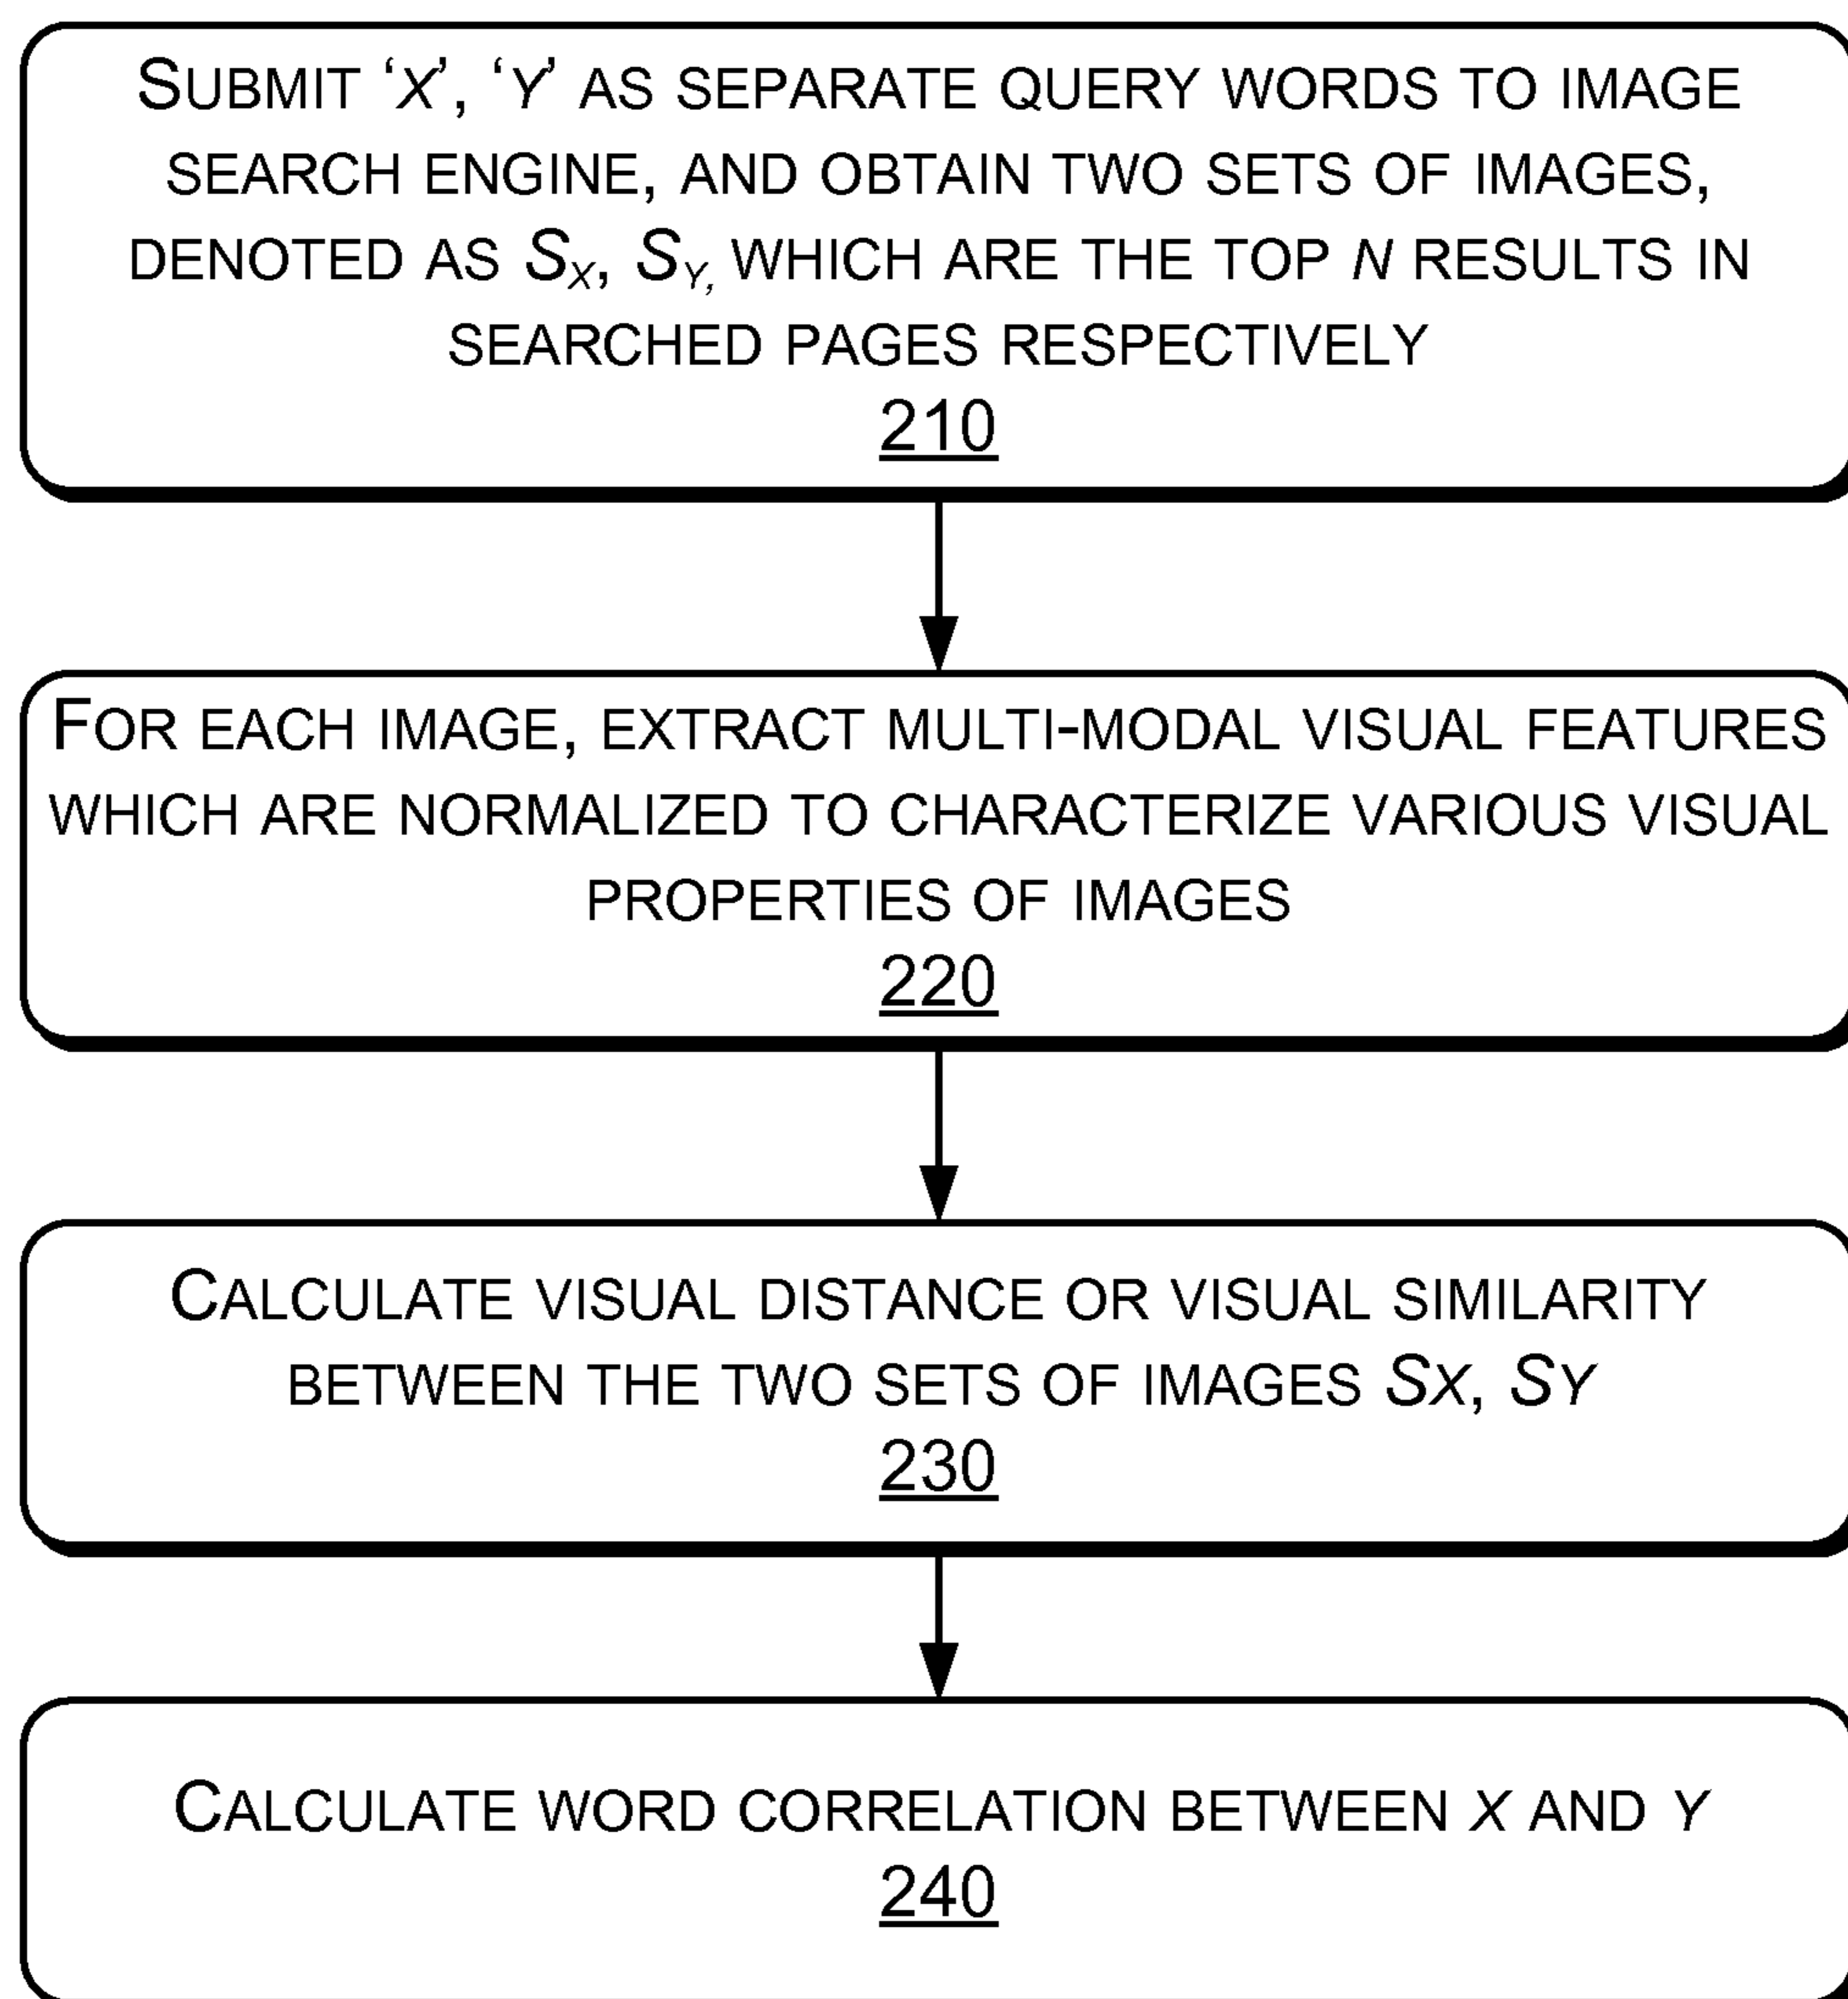 SUBMIT ‘X’, ‘Y’ AS SEPARATE QUERY WORDS TO IMAGE
SEARCH ENGINE, AND OBTAIN TWO SETS OF IMAGES,
DENOTED AS SX, SY, WHICH ARE THE TOP N RESULTS IN
SEARCHED PAGES RESPECTIVELY
210
FOR EACH IMAGE, EXTRACT MULTI-MODAL VISUAL FEATURES
WHICH ARE NORMALIZED TO CHARACTERIZE VARIOUS VISUAL
PROPERTIES OF IMAGES
220
CALCULATE VISUAL DISTANCE OR VISUAL SIMILARITY
BETWEEN THE TWO SETS OF IMAGES SX, SY
230
CALCULATE WORD CORRELATION BETWEEN X AND Y
240